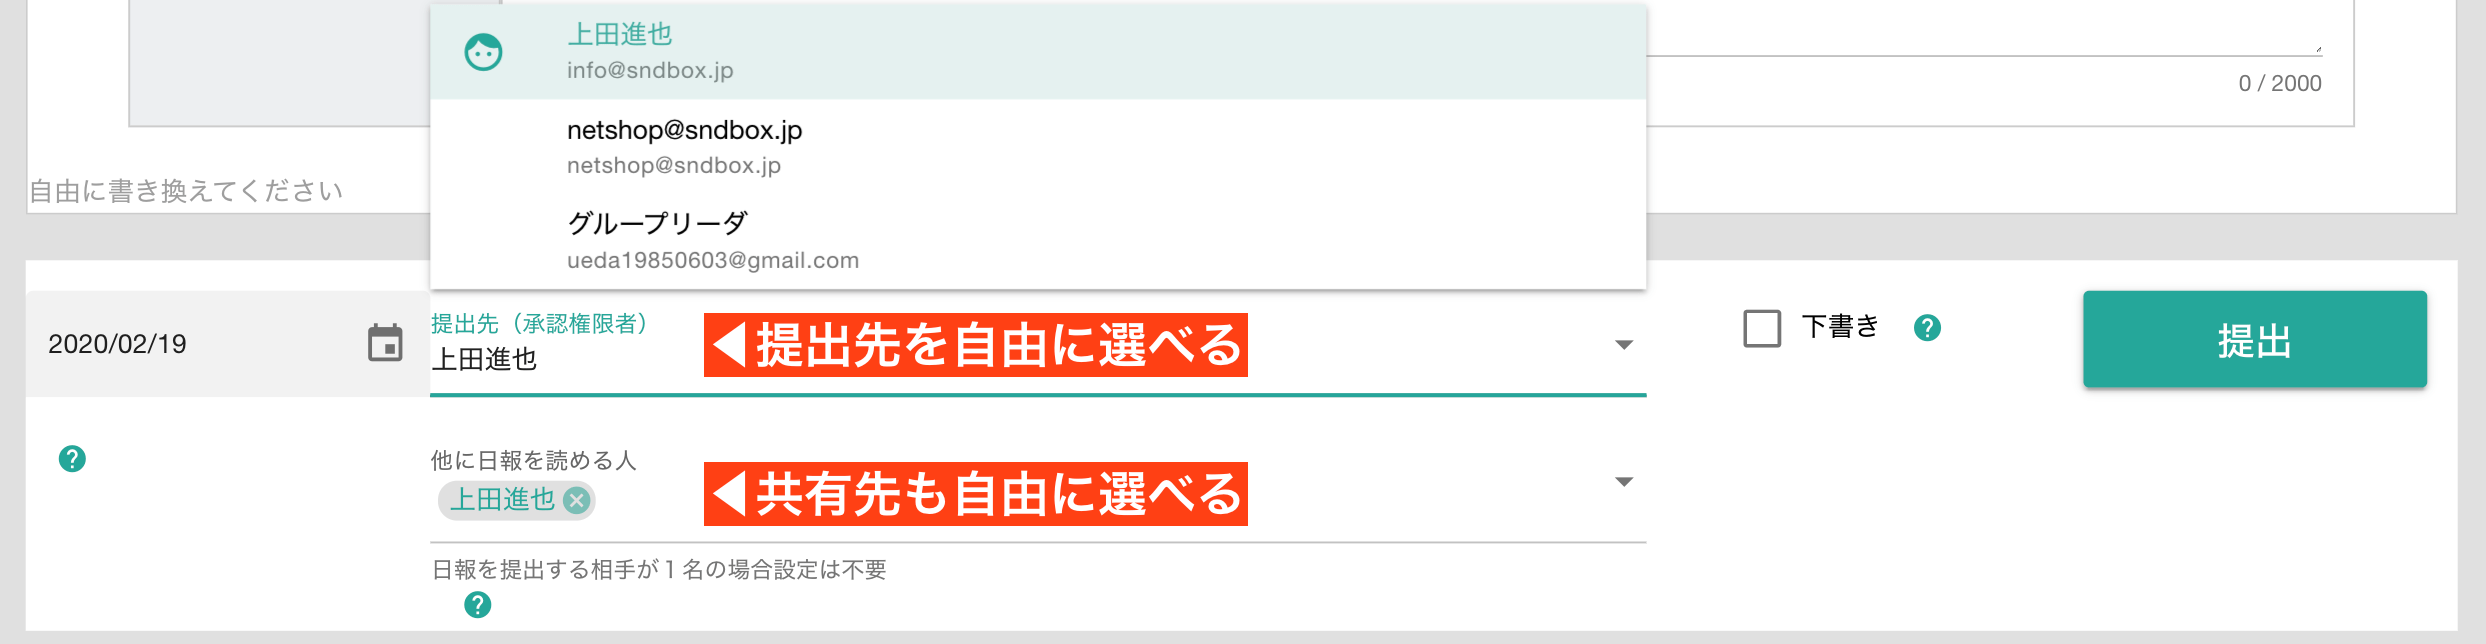 上田進也
info@sndbox.jp
0 / 2000
netshop@sndbox.jp
netshop@sndbox.jp
自由に書き換えてください
グループリーダ
ueda19850603@gmail.com
2020/02/19
提出先（承認権限者）
上田進也
◀提出先を自由に選べる
下書き
提出
他に日報を読める人
上田進也
◀共有先も自由に選べる
日報を提出する相手が１名の場合設定は不要